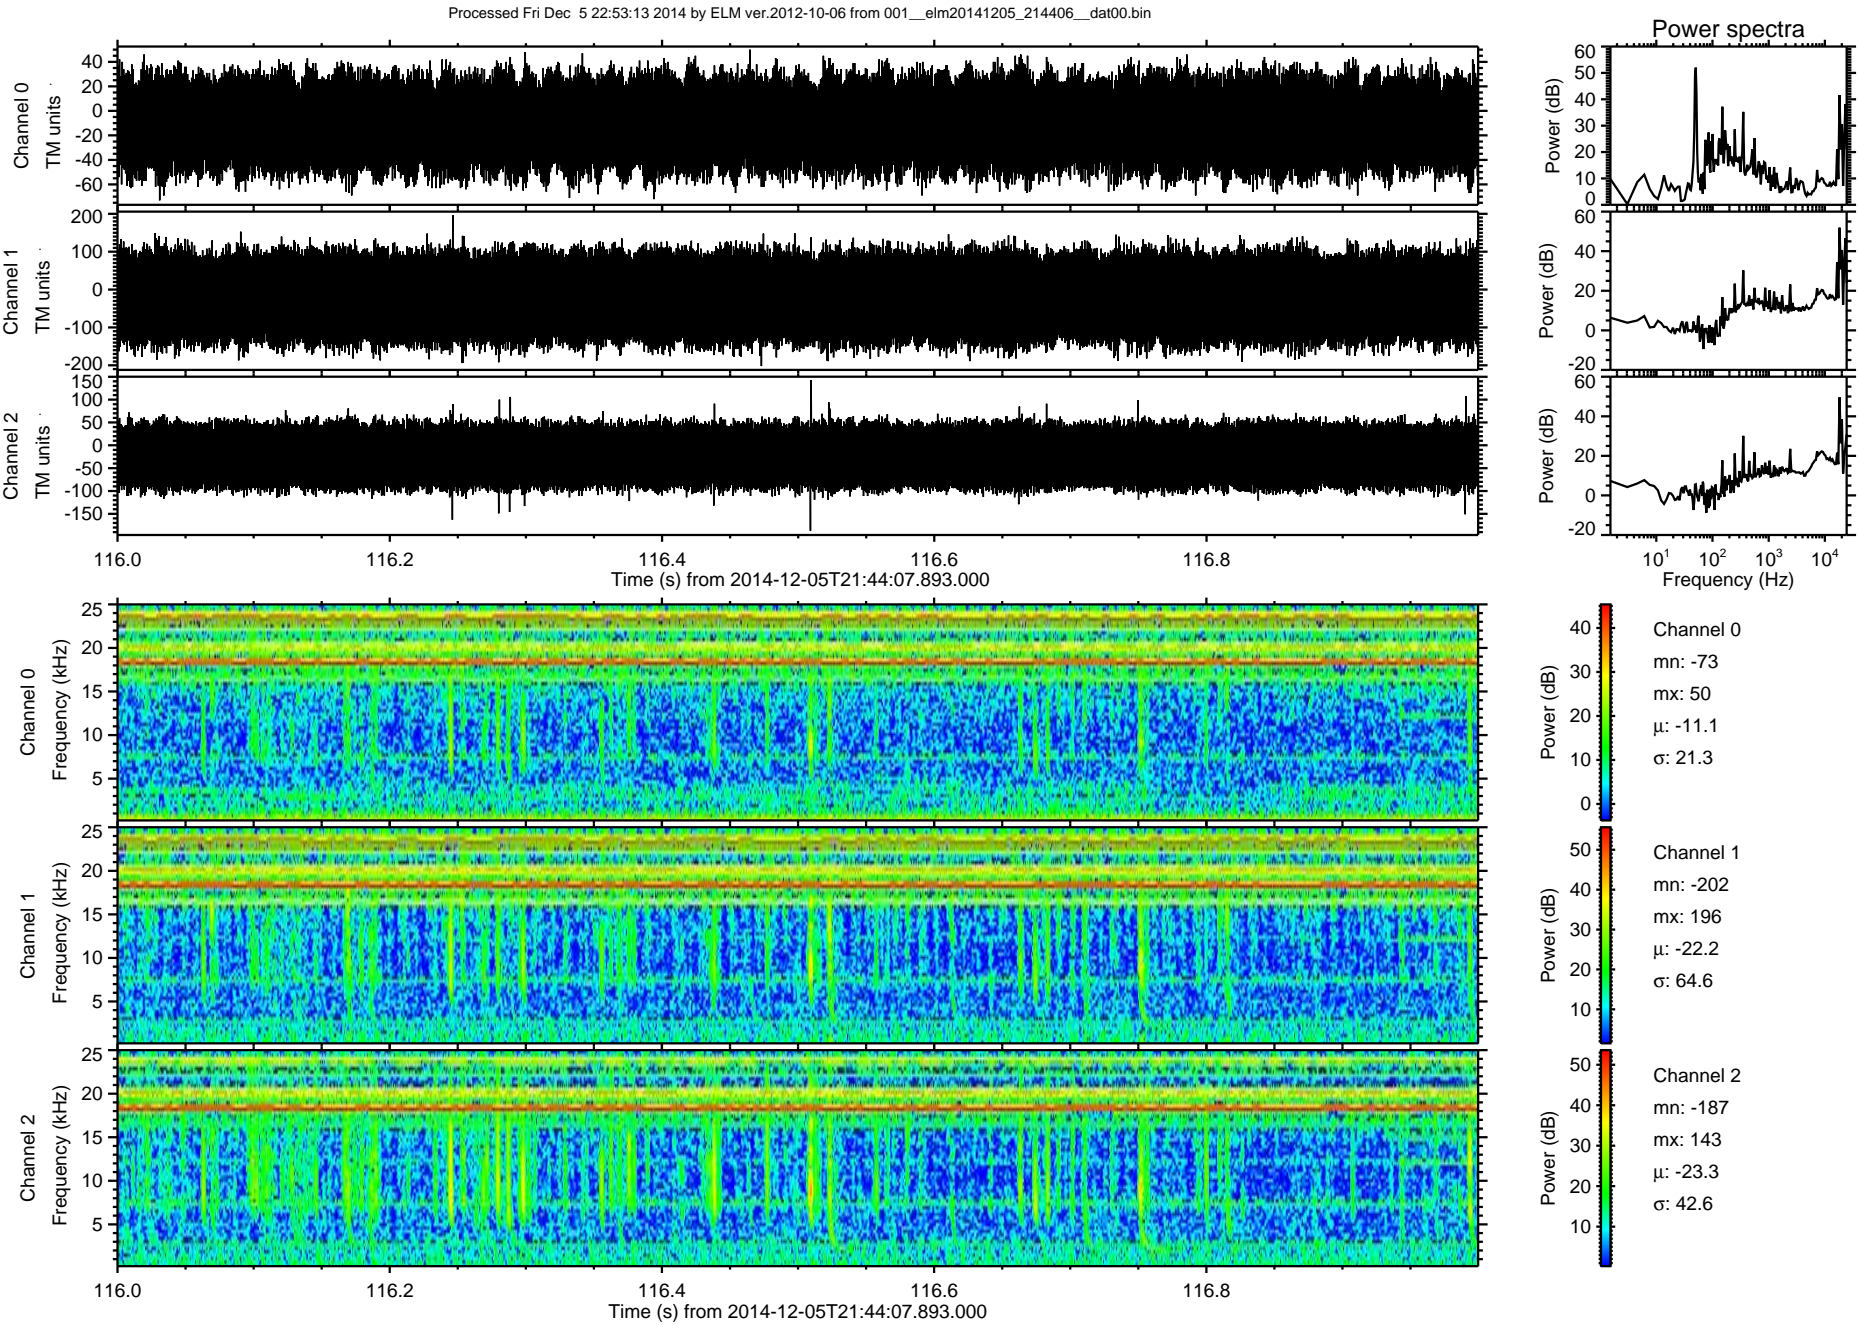 Processed Fri Dec  5 22:53:13 2014 by ELM ver.2012-10-06 from 001__elm20141205_214406__dat00.bin
Power spectra
Channel 0
TM units
40
20
0
-20
-40
-60
Power (dB)
60
50
40
30
20
10
0
Channel 1
TM units
200
100
0
-100
-200
Power (dB)
60
40
20
0
-20
Channel 2
TM units
150
100
50
0
-50
-100
-150
Power (dB)
60
40
20
0
-20
116.0 116.2 116.4 116.6 116.8
Time (s) from 2014-12-05T21:44:07.893.000
10^1 10^2 10^3 10^4
Frequency (Hz)
Channel 0
Frequency (kHz)
25
20
15
10
5
Power (dB)
40
30
20
10
0
Channel 0
mn: -73
mx: 50
μ: -11.1
σ: 21.3
Channel 1
Frequency (kHz)
25
20
15
10
5
Power (dB)
50
40
30
20
10
Channel 1
mn: -202
mx: 196
μ: -22.2
σ: 64.6
Channel 2
Frequency (kHz)
25
20
15
10
5
Power (dB)
50
40
30
20
10
Channel 2
mn: -187
mx: 143
μ: -23.3
σ: 42.6
116.0 116.2 116.4 116.6 116.8
Time (s) from 2014-12-05T21:44:07.893.000